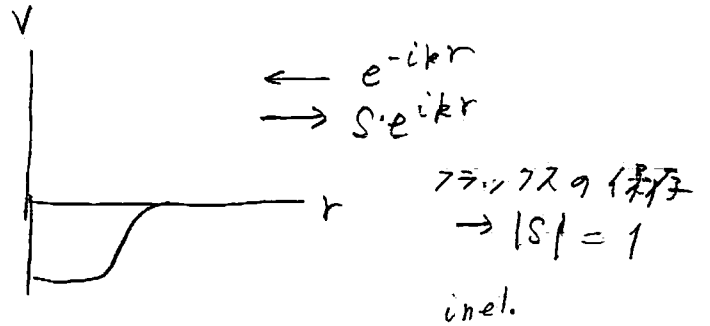 V
← e^{-ikr}
→ S·e^{ikr}
r
フラックスの保存
→ |S| = 1
inel.